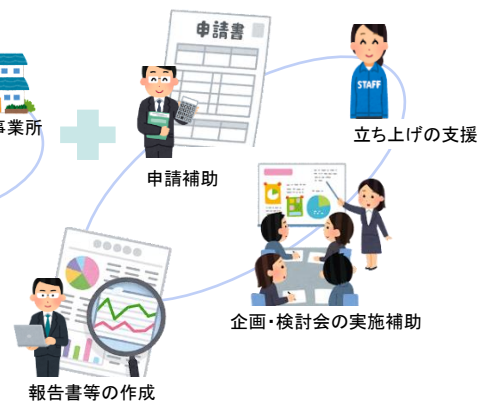 申請書
STAFF
事業所
立ち上げの支援
申請補助
企画・検討会の実施補助
報告書等の作成